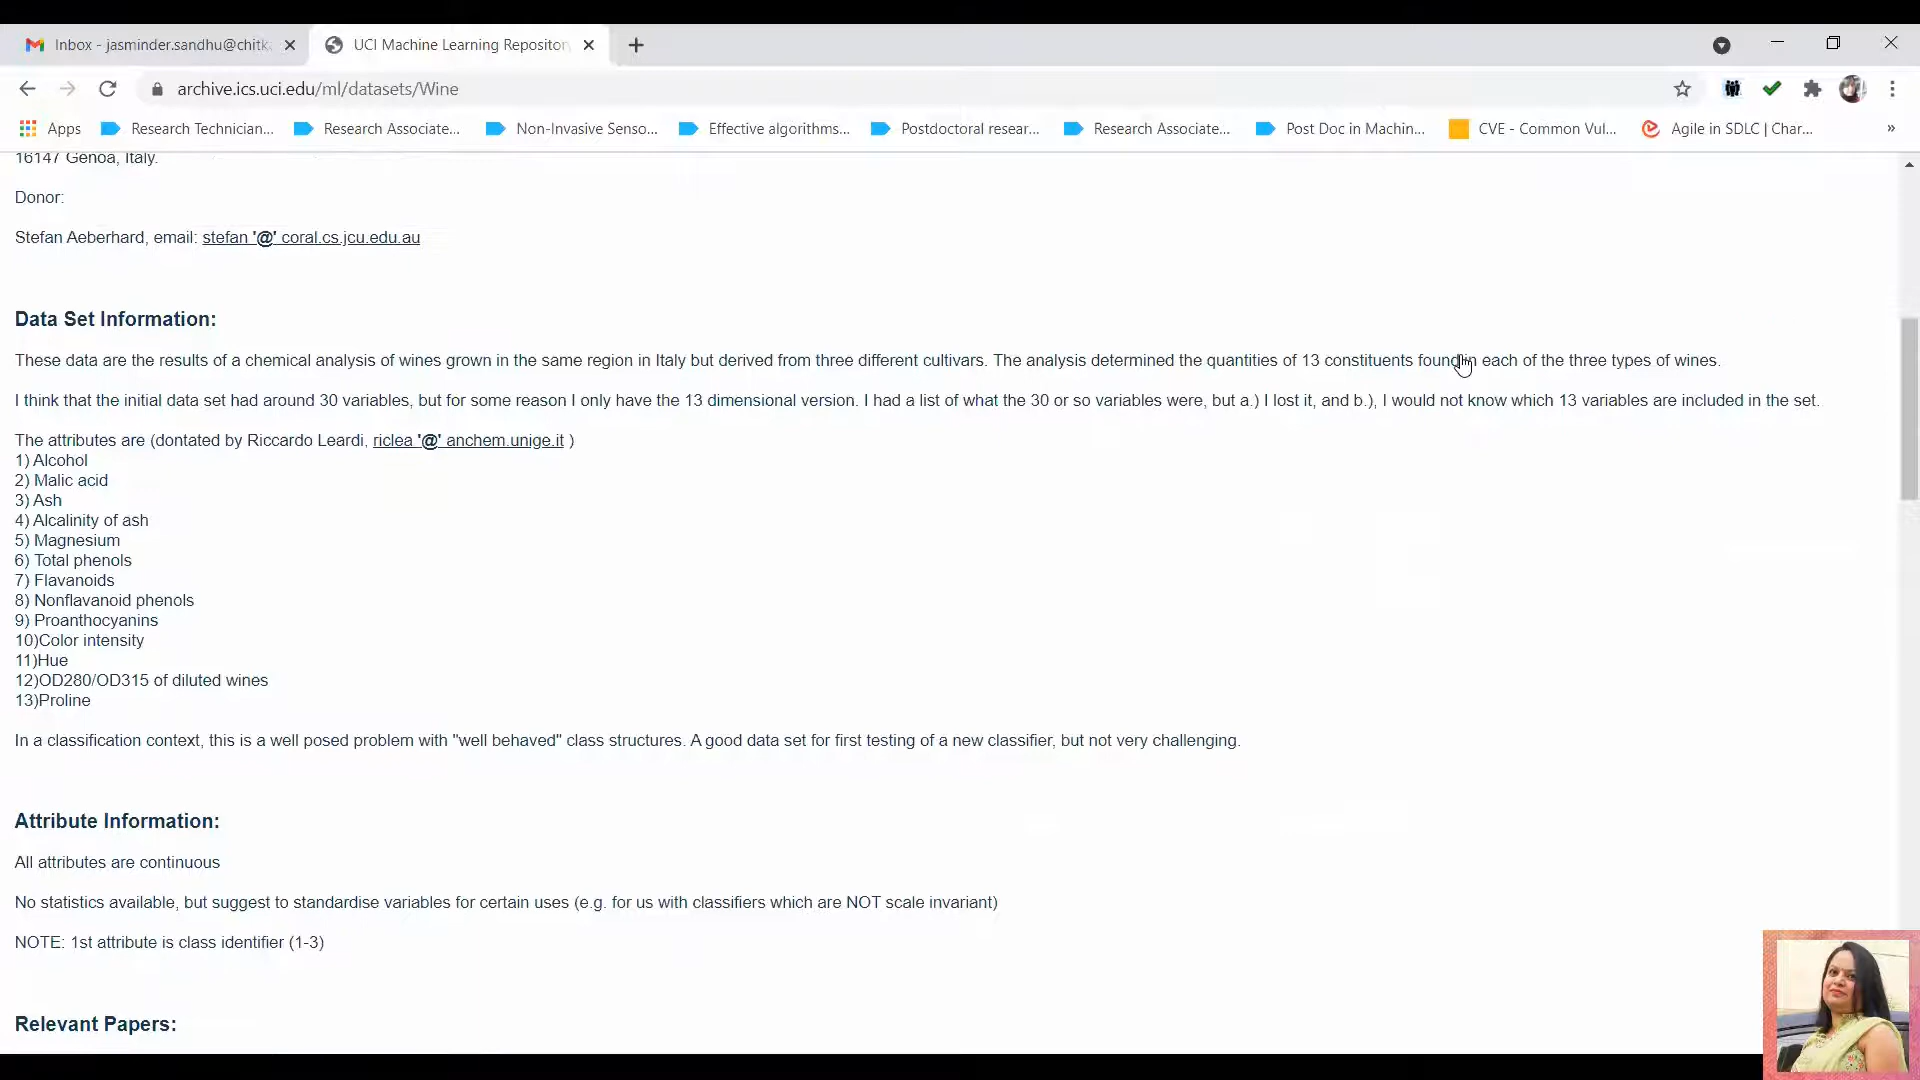 Inbox - jasminder.sandhu@chitk
UCI Machine Learning Repositor
archive.ics.uci.edu/ml/datasets/Wine
Apps
Research Technician...
Research Associate...
Non-Invasive Senso...
Effective algorithms...
Postdoctoral resear...
Research Associate...
Post Doc in Machin...
CVE - Common Vul...
Agile in SDLC | Char...
»
16147 Genoa, Italy.
Donor:
Stefan Aeberhard, email: stefan '@' coral.cs.jcu.edu.au
Data Set Information:
These data are the results of a chemical analysis of wines grown in the same region in Italy but derived from three different cultivars. The analysis determined the quantities of 13 constituents found in each of the three types of wines.
I think that the initial data set had around 30 variables, but for some reason I only have the 13 dimensional version. I had a list of what the 30 or so variables were, but a.) I lost it, and b.), I would not know which 13 variables are included in the set.
The attributes are (dontated by Riccardo Leardi, riclea '@' anchem.unige.it )
1) Alcohol
2) Malic acid
3) Ash
4) Alcalinity of ash
5) Magnesium
6) Total phenols
7) Flavanoids
8) Nonflavanoid phenols
9) Proanthocyanins
10)Color intensity
11)Hue
12)OD280/OD315 of diluted wines
13)Proline
In a classification context, this is a well posed problem with "well behaved" class structures. A good data set for first testing of a new classifier, but not very challenging.
Attribute Information:
All attributes are continuous
No statistics available, but suggest to standardise variables for certain uses (e.g. for us with classifiers which are NOT scale invariant)
NOTE: 1st attribute is class identifier (1-3)
Relevant Papers: